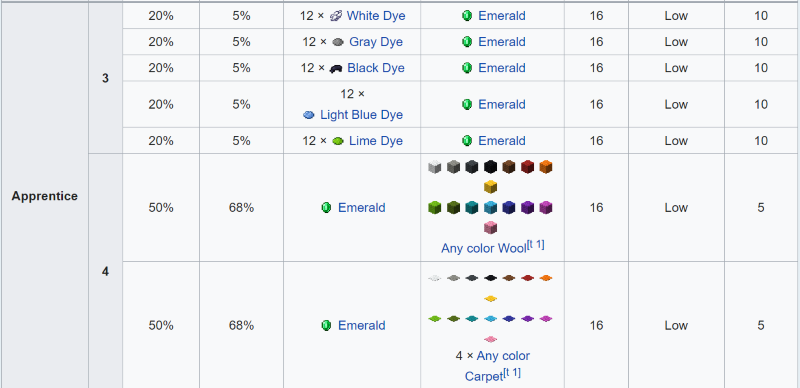 20% 5% 12 × White Dye Emerald 16 Low 10
20% 5% 12 × Gray Dye Emerald 16 Low 10
3
20% 5% 12 × Black Dye Emerald 16 Low 10
12 ×
20% 5% Light Blue Dye Emerald 16 Low 10
20% 5% 12 × Lime Dye Emerald 16 Low 10
Apprentice
50% 68% Emerald 16 Low 5
Any color Wool[t 1]
4
50% 68% Emerald 16 Low 5
4 × Any color
Carpet[t 1]